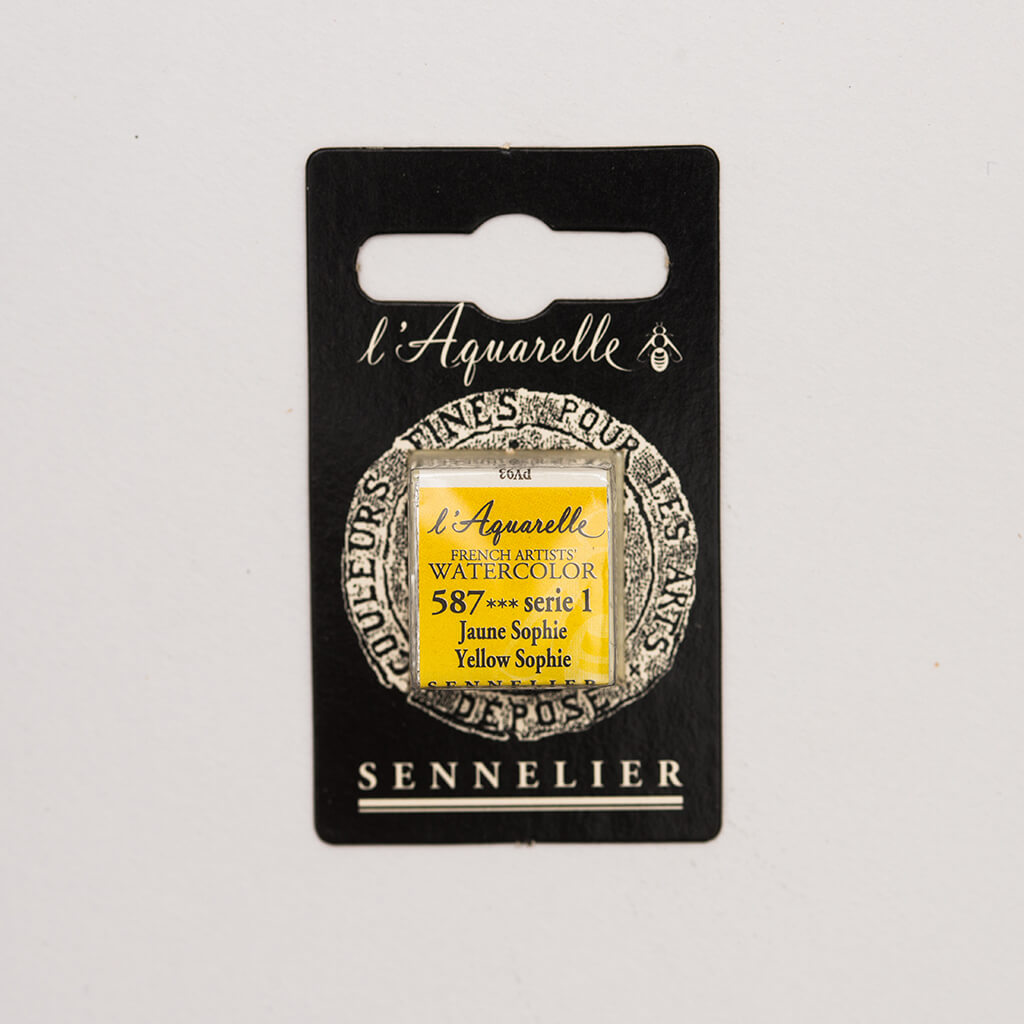 l'Aquarelle
COULEURS FINES POUR LES ARTS
DÉPOSÉ
PY93
l'Aquarelle
FRENCH ARTISTS'
WATERCOLOR
587*** serie 1
Jaune Sophie
Yellow Sophie
SENNELIER
SENNELIER